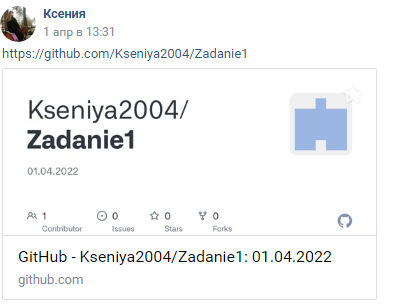 Ксения
1 апр в 13:31
https://github.com/Kseniya2004/Zadanie1
Kseniya2004/
Zadanie1
01.04.2022
1 0 0 0
Contributor Issues Stars Forks
GitHub - Kseniya2004/Zadanie1: 01.04.2022
github.com